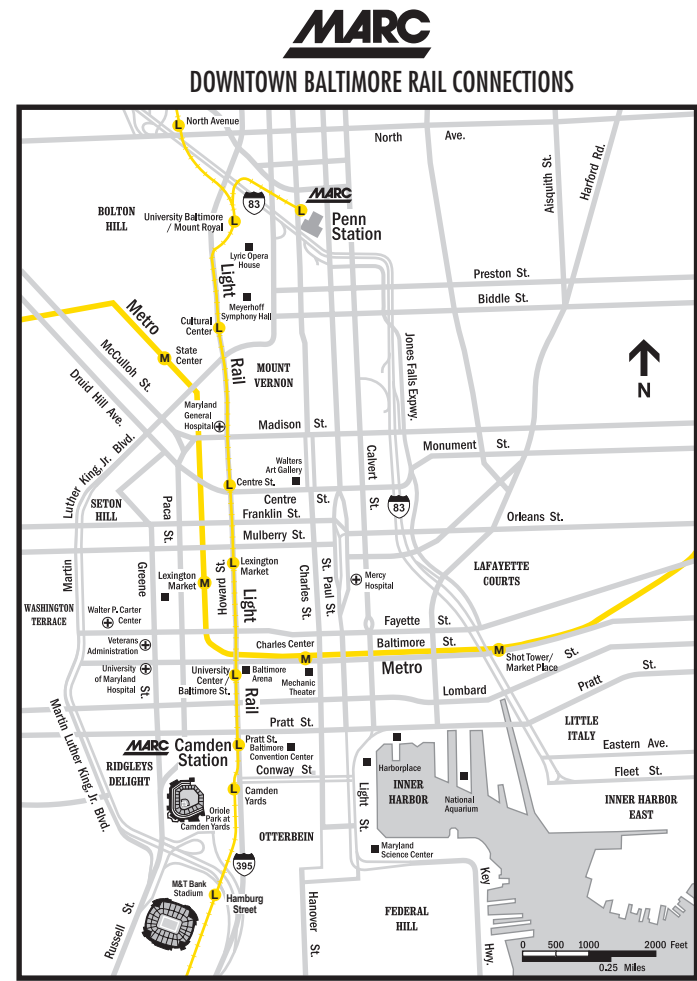 MARC
DOWNTOWN BALTIMORE RAIL CONNECTIONS
L
North Avenue
North Ave.
Aisquith St.
Harford Rd.
83
MARC
L
Penn
Station
BOLTON
HILL
University Baltimore
/ Mount Royal
L
Lyric Opera
House
Light
Preston St.
Biddle St.
Meyerhoff
Symphony Hall
Metro
Cultural
Center
L
M
State
Center
McCulloh St.
Rail
MOUNT
VERNON
Jones Falls Expwy.
N
Druid Hill Ave.
Maryland
General
Hospital
Madison St.
Calvert St.
Monument St.
Luther King, Jr. Blvd.
Walters
Art Gallery
L
Centre St.
Centre St.
SETON
HILL
Paca St.
Franklin St.
83
Orleans St.
Mulberry St.
Martin
Greene St.
Lexington
Market
M
Howard St
L
Lexington
Market
Light
Charles St.
St. Paul St.
Mercy
Hospital
LAFAYETTE
COURTS
WASHINGTON
TERRACE
Walter P. Carter
Center
Fayette St.
Veterans
Administration
Charles Center
M
Baltimore St.
M
Shot Tower/
Market Place
Metro
University
of Maryland
Hospital
University
Center/
Baltimore St.
L
Baltimore
Arena
Mechanic
Theater
Lombard St.
Pratt St.
Rail
Pratt St.
Martin Luther King, Jr. Blvd.
LITTLE
ITALY
MARC
Camden
Station
L
Pratt St.
Baltimore
Convention Center
Eastern Ave.
RIDGLEYS
DELIGHT
Conway St.
Harborplace
Fleet St.
L
Camden
Yards
Light St.
INNER
HARBOR
National
Aquarium
INNER HARBOR
EAST
Oriole
Park at
Camden Yards
OTTERBEIN
Maryland
Science Center
395
M&T Bank
Stadium
L
Hamburg
Street
Russell St.
Hanover St.
FEDERAL
HILL
Key Hwy.
0 500 1000 2000 Feet
0.25 Miles